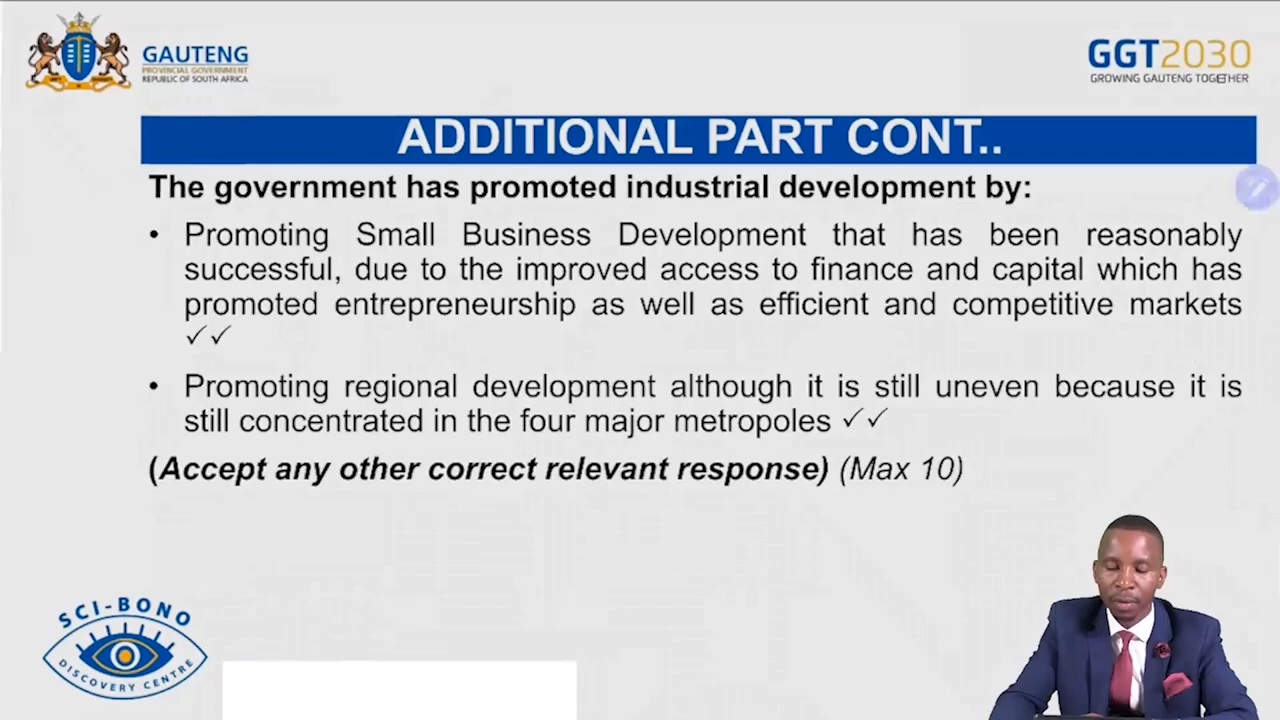 GAUTENG
PROVINCIAL GOVERNMENT
REPUBLIC OF SOUTH AFRICA
GGT2030
GROWING GAUTENG TOGETHER
ADDITIONAL PART CONT..
The government has promoted industrial development by:
• Promoting Small Business Development that has been reasonably
successful, due to the improved access to finance and capital which has
promoted entrepreneurship as well as efficient and competitive markets
✓✓
• Promoting regional development although it is still uneven because it is
still concentrated in the four major metropoles ✓✓
(Accept any other correct relevant response) (Max 10)
SCI-BONO
DISCOVERY CENTRE